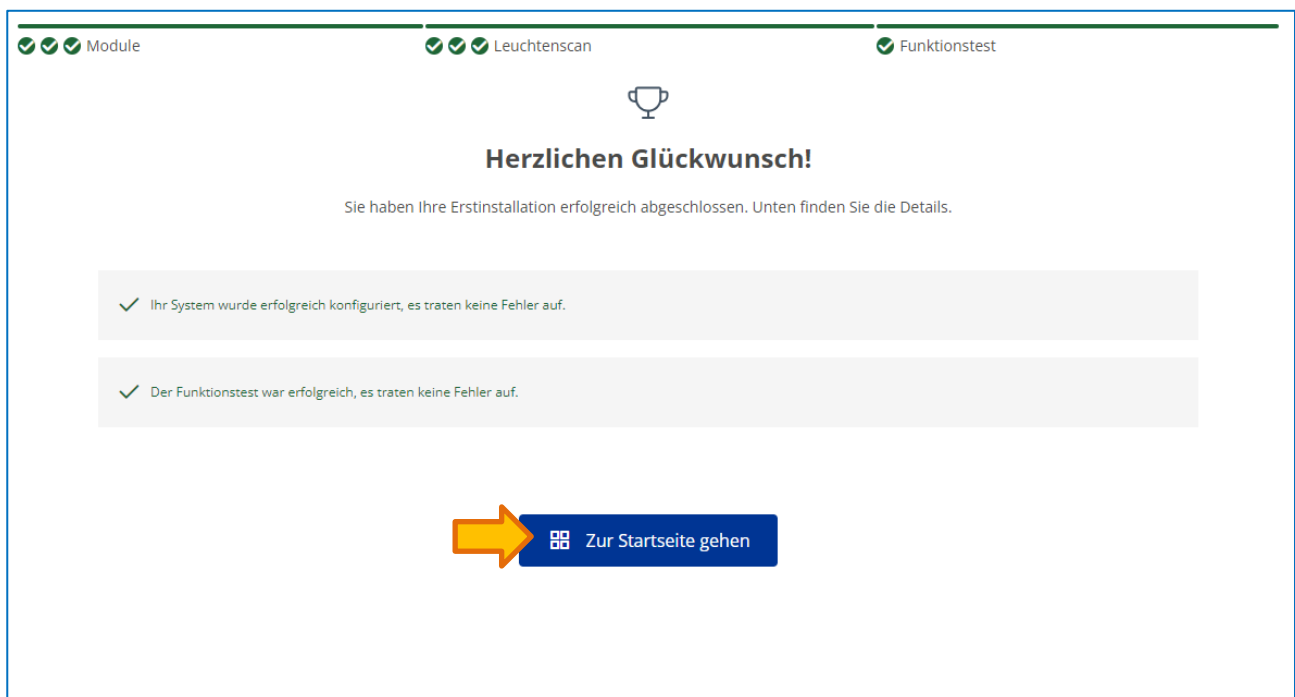 Module
Leuchtenscan
Funktionstest
Herzlichen Glückwunsch!
Sie haben Ihre Erstinstallation erfolgreich abgeschlossen. Unten finden Sie die Details.
Ihr System wurde erfolgreich konfiguriert, es traten keine Fehler auf.
Der Funktionstest war erfolgreich, es traten keine Fehler auf.
Zur Startseite gehen